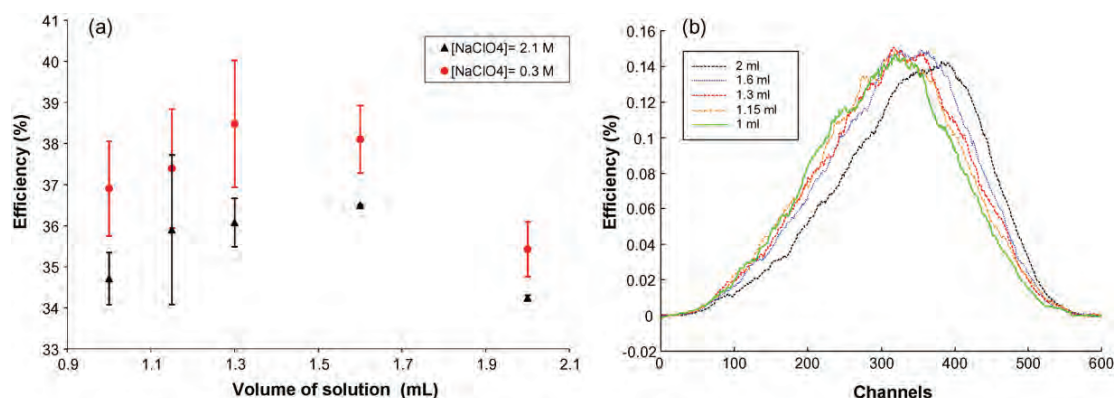 (a)
41
40
39
38
37
36
35
34
33
0.9
1.1
1.3
1.5
1.7
1.9
2.1
Efficiency (%)
Volume of solution (mL)
[NaClO4]= 2.1 M
[NaClO4]= 0.3 M
(b)
0.16
0.14
0.12
0.1
0.08
0.06
0.04
0.02
0
-0.02
0
100
200
300
400
500
600
Efficiency (%)
Channels
2 ml
1.6 ml
1.3 ml
1.15 ml
1 ml